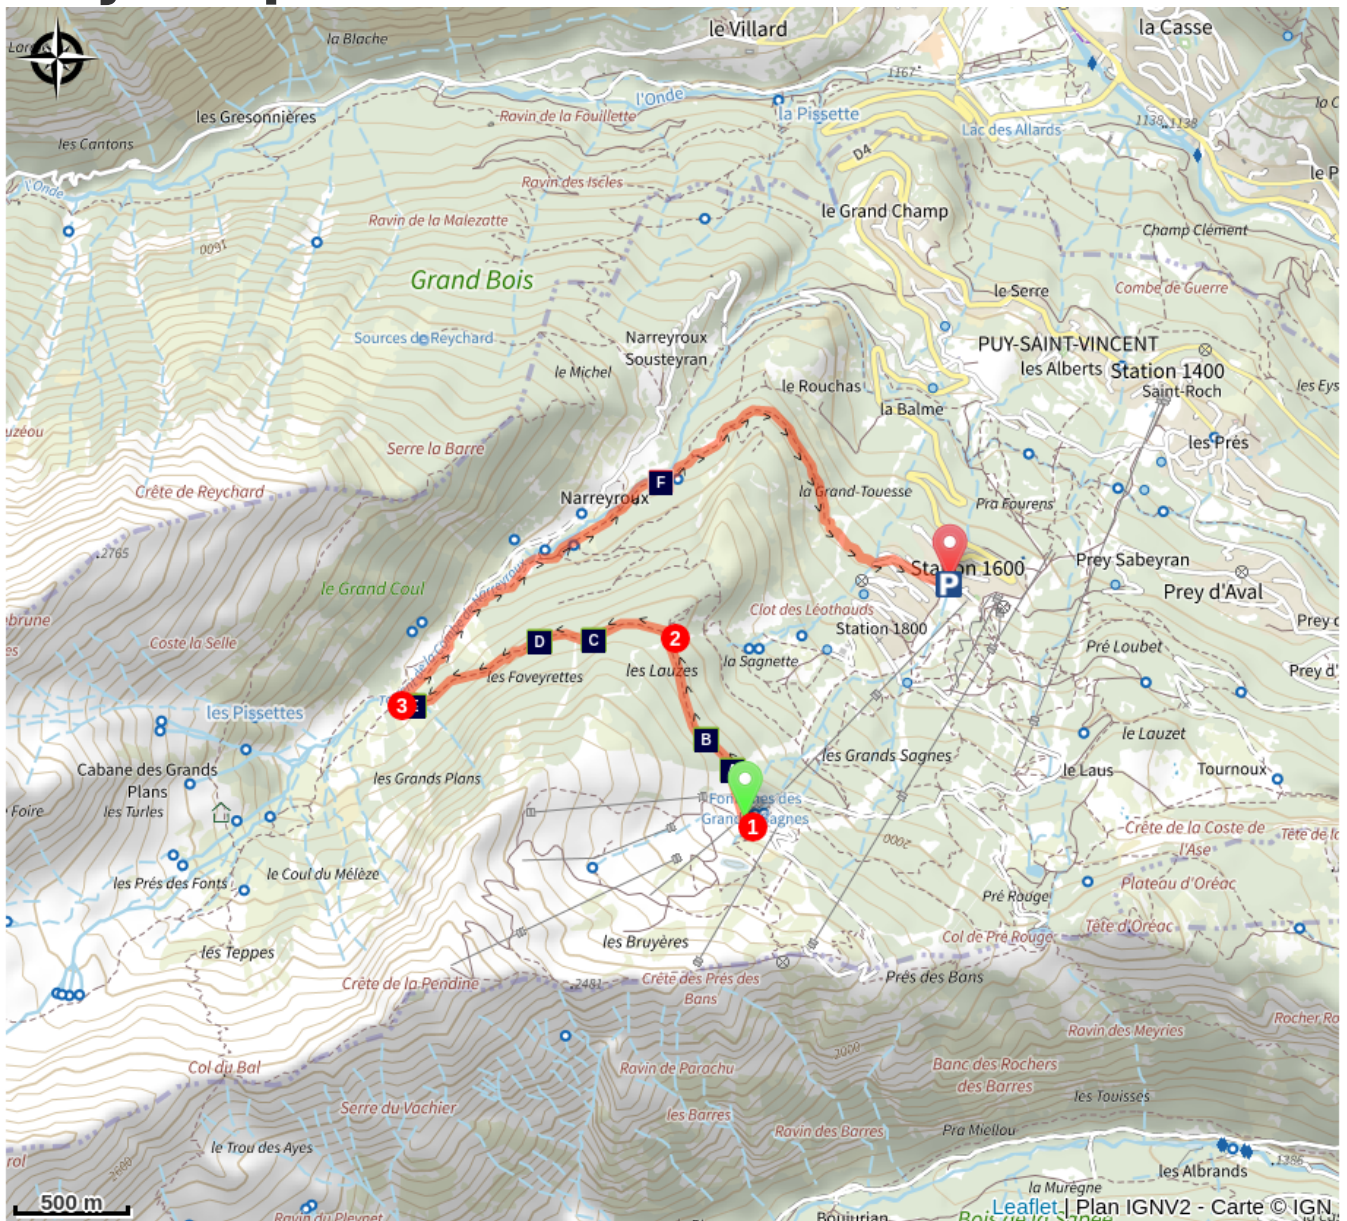 la Blache
le Villard
la Casse
les Gresonnières
l'Onde
1167
Ravin de la Fouillette
la Pissette
Lac des Allards
1138
1138
les Cantons
D4
l'Onde
Ravin des Iscles
le Grand Champ
Ravin de la Malezatte
Champ Clément
0091
Grand Bois
le Serre
Combe de Guerre
Sources de Reychard
Narreyroux
Sousteyran
PUY-SAINT-VINCENT
les Alberts
Station 1400
Saint-Roch
le Michel
le Rouchas
la Balme
Serre la Barre
les Prés
Crête de Reychard
F
Narreyroux
la Grand-Touesse
Pra Fourens
2765
Station 1600
P
Prey Sabeyran
Prey d'Aval
le Grand Coul
Clot des Léothauds
Coste la Selle
Station 1800
D
C
2
les Lauzes
la Sagnette
Pré Loubet
les Faveyrettes
3
les Pissettes
B
le Lauzet
Cabane des Grands
Plans
les Grands Plans
les Grands Sagnes
le Laus
Tournoux
les Turles
1
Crête de la Coste de
l'Ase
0002
le Coul du Mélèze
les Prés des Fonts
Pré Rouge
Plateau d'Oréac
Tête d'Oréac
les Teppes
les Bruyères
Col de Pré Rouge
Crête de la Pendine
2481
Crête des Prés des
Bans
Près des Bans
Ravin des Meyries
Col du Bal
Ravin de Parachu
2000
Banc des Rochers
des Barres
Serre du Vachier
les Barres
les Touisses
Ravin des Barres
Pra Miellou
le Trou des Ayes
2600
les Albrands
1386
la Murègne
500 m
Leaflet | Plan IGNV2 - Carte © IGN